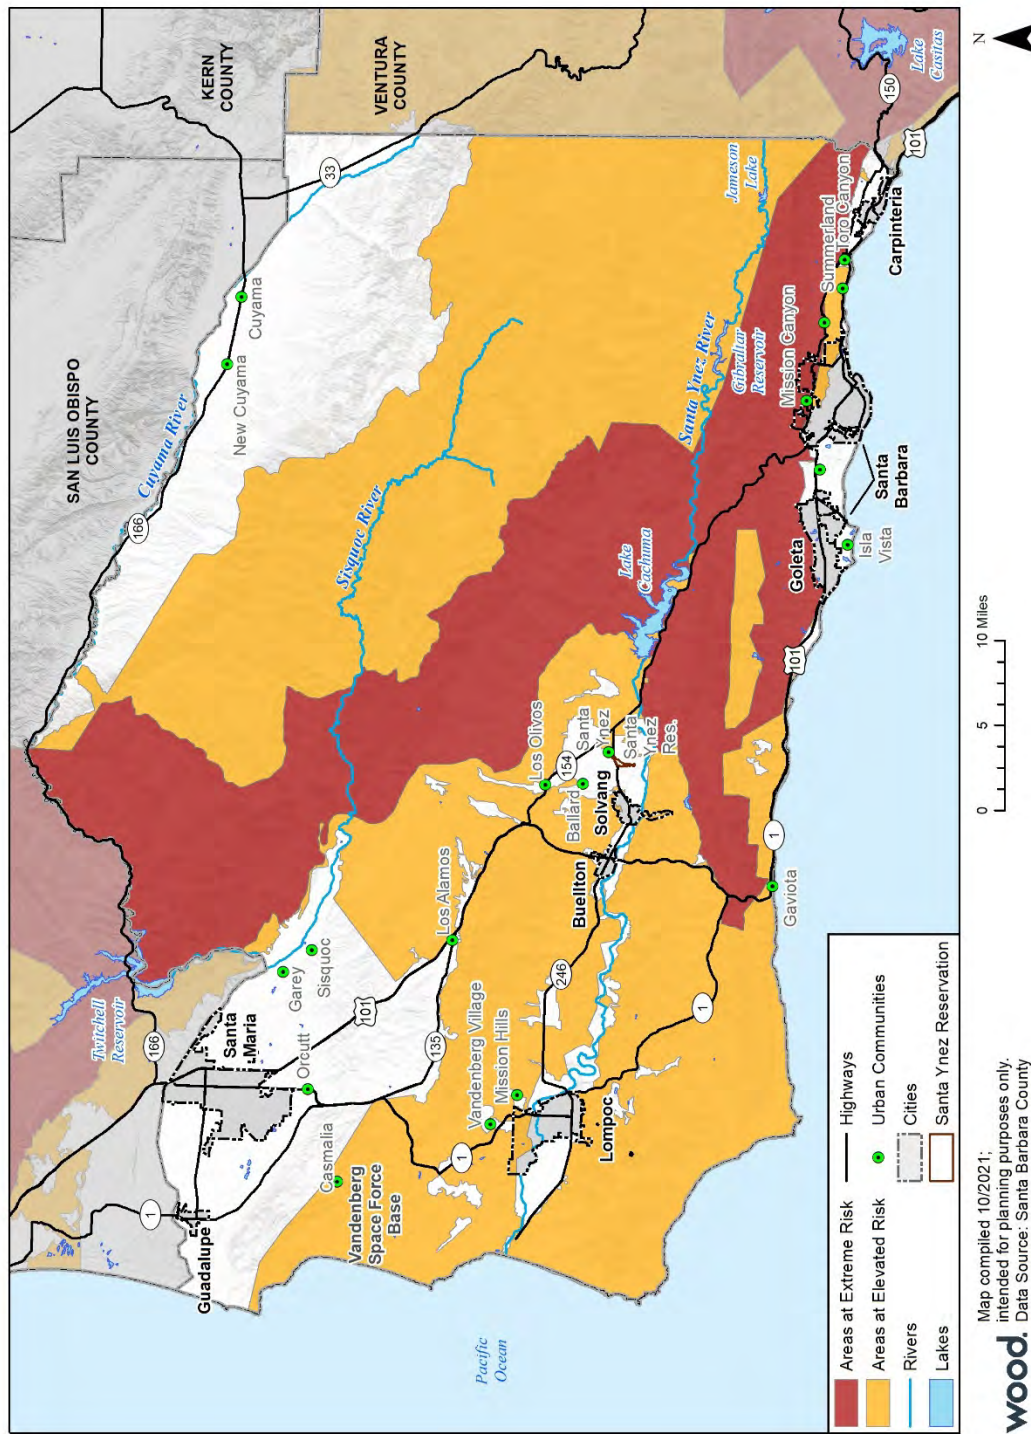 SAN LUIS OBISPO
COUNTY
KERN
COUNTY
VENTURA
COUNTY
166
Cuyama River
New Cuyama
Cuyama
33
Twitchell
Reservoir
166
1
Guadalupe
Santa
Maria
Orcutt
Garey
Sisquoc
Sisquoc River
101
135
Casmalia
Vandenberg
Space Force
Base
1
Vandenberg Village
Mission Hills
Los Alamos
Lompoc
246
1
Buellton
Solvang
Ballard
Los Olivos
154
Santa
Ynez
Santa
Ynez
Res.
Lake
Cachuma
Santa Ynez River
Gibraltar
Reservoir
Jameson
Lake
Gaviota
1
101
Goleta
Isla
Vista
Santa
Barbara
Mission Canyon
Summerland
Toro Canyon
Carpinteria
150
101
Lake
Casitas
Pacific
Ocean
Areas at Extreme Risk
Areas at Elevated Risk
Rivers
Lakes
Highways
Urban Communities
Cities
Santa Ynez Reservation
0 5 10 Miles
N
wood.
Map compiled 10/2021;
intended for planning purposes only.
Data Source: Santa Barbara County